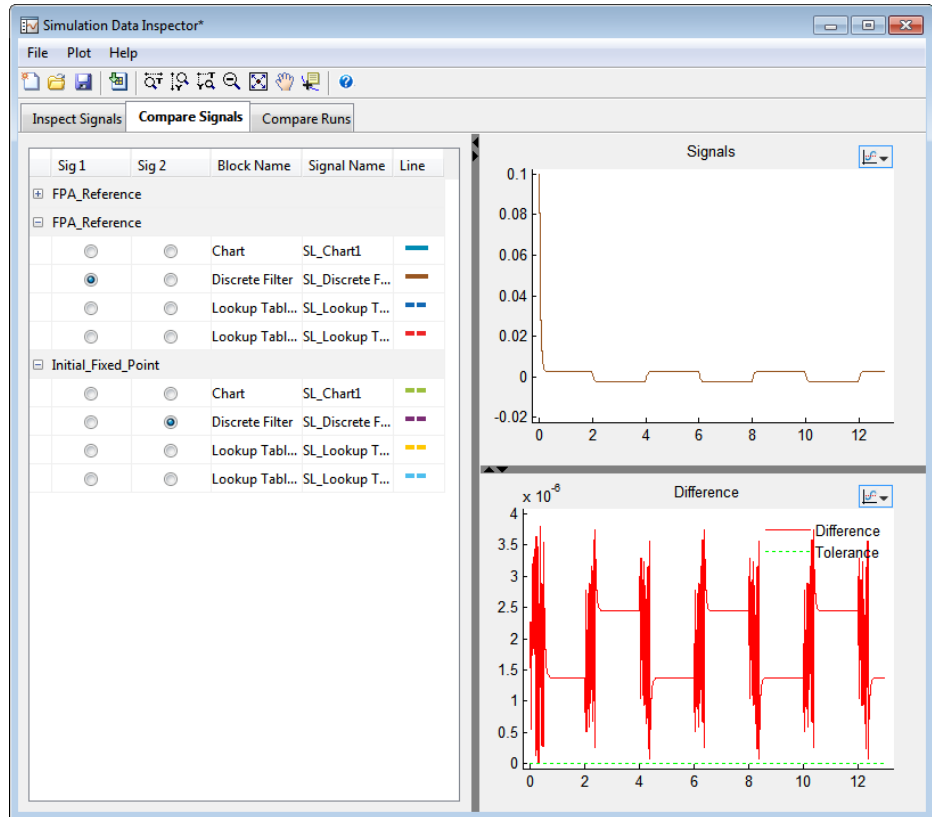 Simulation Data Inspector*
File Plot Help
Inspect Signals Compare Signals Compare Runs
Sig 1 Sig 2 Block Name Signal Name Line
FPA_Reference
FPA_Reference
Chart SL_Chart1
Discrete Filter SL_Discrete F...
Lookup Tabl... SL_Lookup T...
Lookup Tabl... SL_Lookup T...
Initial_Fixed_Point
Chart SL_Chart1
Discrete Filter SL_Discrete F...
Lookup Tabl... SL_Lookup T...
Lookup Tabl... SL_Lookup T...
Signals
0.1
0.08
0.06
0.04
0.02
0
-0.02
0 2 4 6 8 10 12
x 10^-6
Difference
4
3.5
3
2.5
2
1.5
1
0.5
0
Difference
Tolerance
0 2 4 6 8 10 12